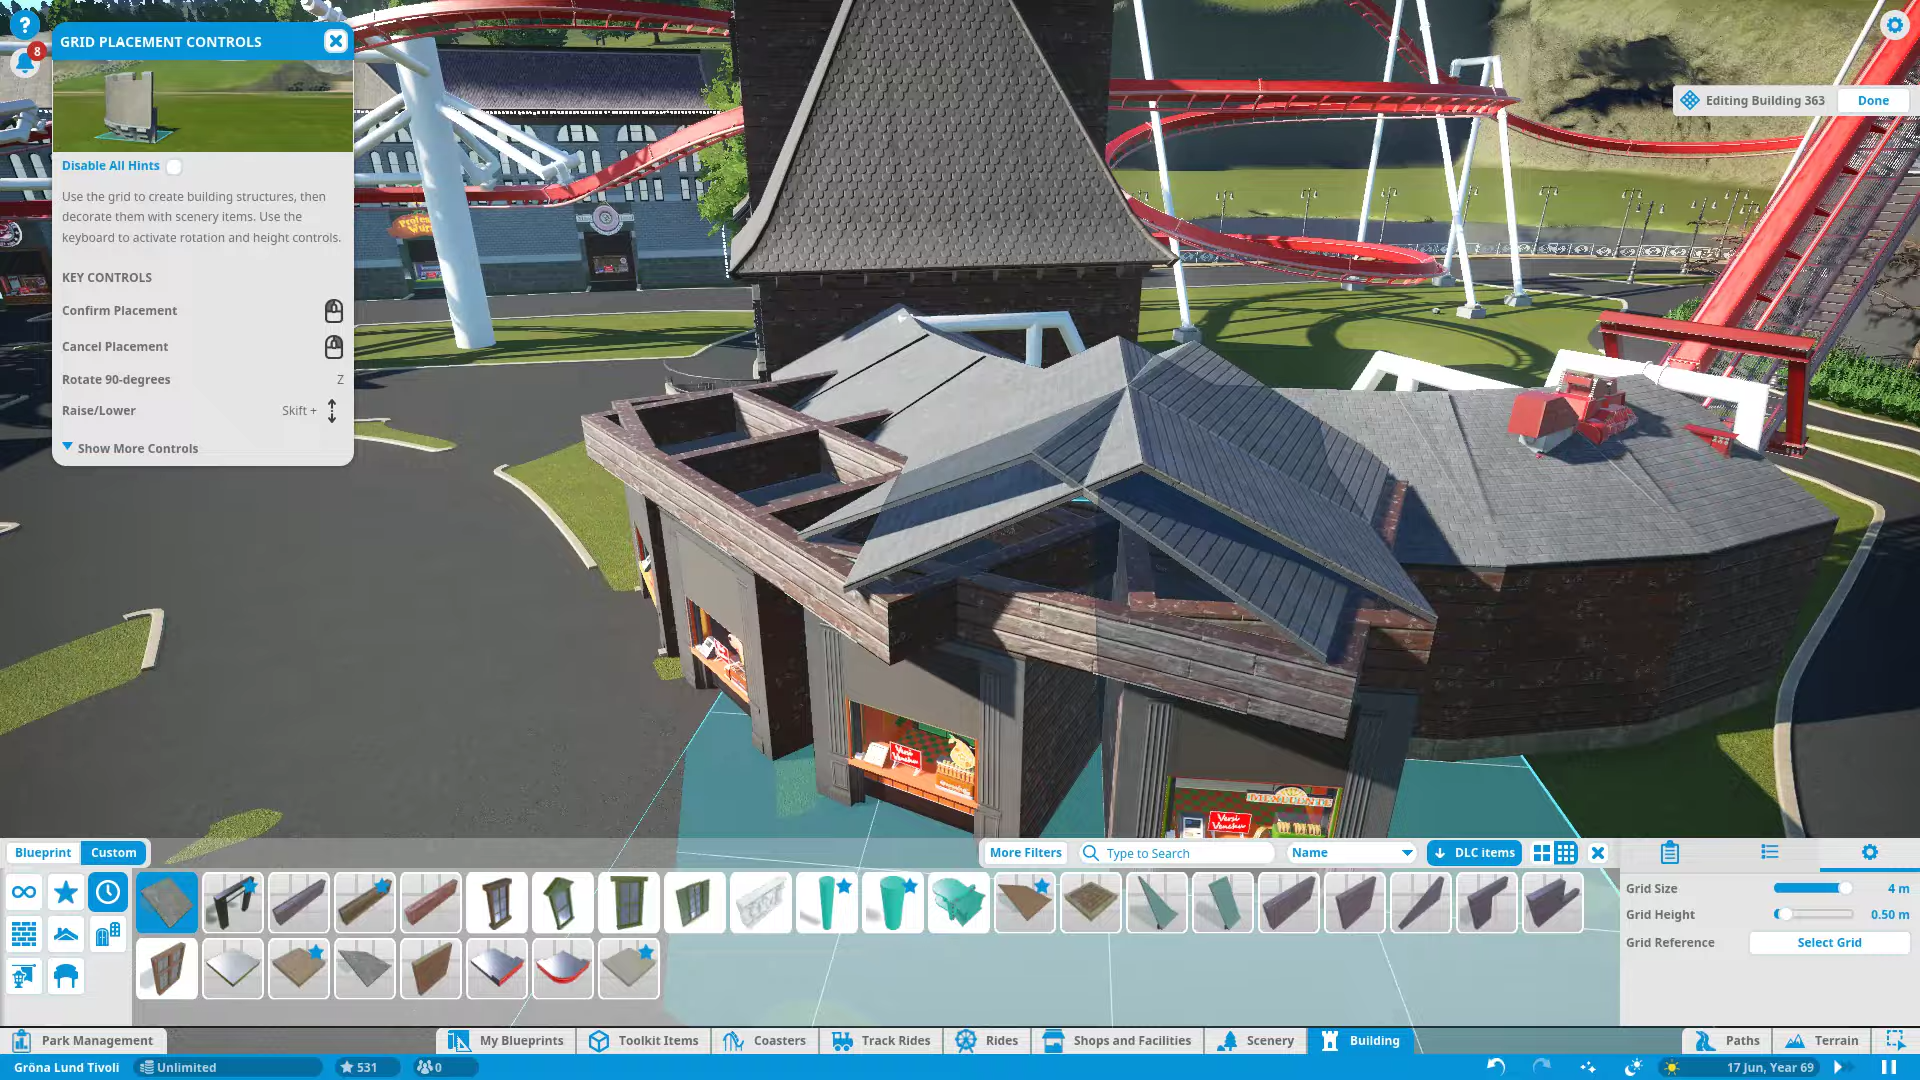 ?
8
GRID PLACEMENT CONTROLS
Disable All Hints
Use the grid to create building structures, then
decorate them with scenery items. Use the
keyboard to activate rotation and height controls.
KEY CONTROLS
Confirm Placement
Cancel Placement
Rotate 90-degrees Z
Raise/Lower Skift +
Show More Controls
Editing Building 363
Done
Blueprint
Custom
More Filters
Type to Search
Name
DLC items
Grid Size 4 m
Grid Height 0.50 m
Grid Reference Select Grid
Park Management
My Blueprints
Toolkit Items
Coasters
Track Rides
Rides
Shops and Facilities
Scenery
Building
Paths
Terrain
Gröna Lund Tivoli
Unlimited
531
0
17 Jun, Year 69